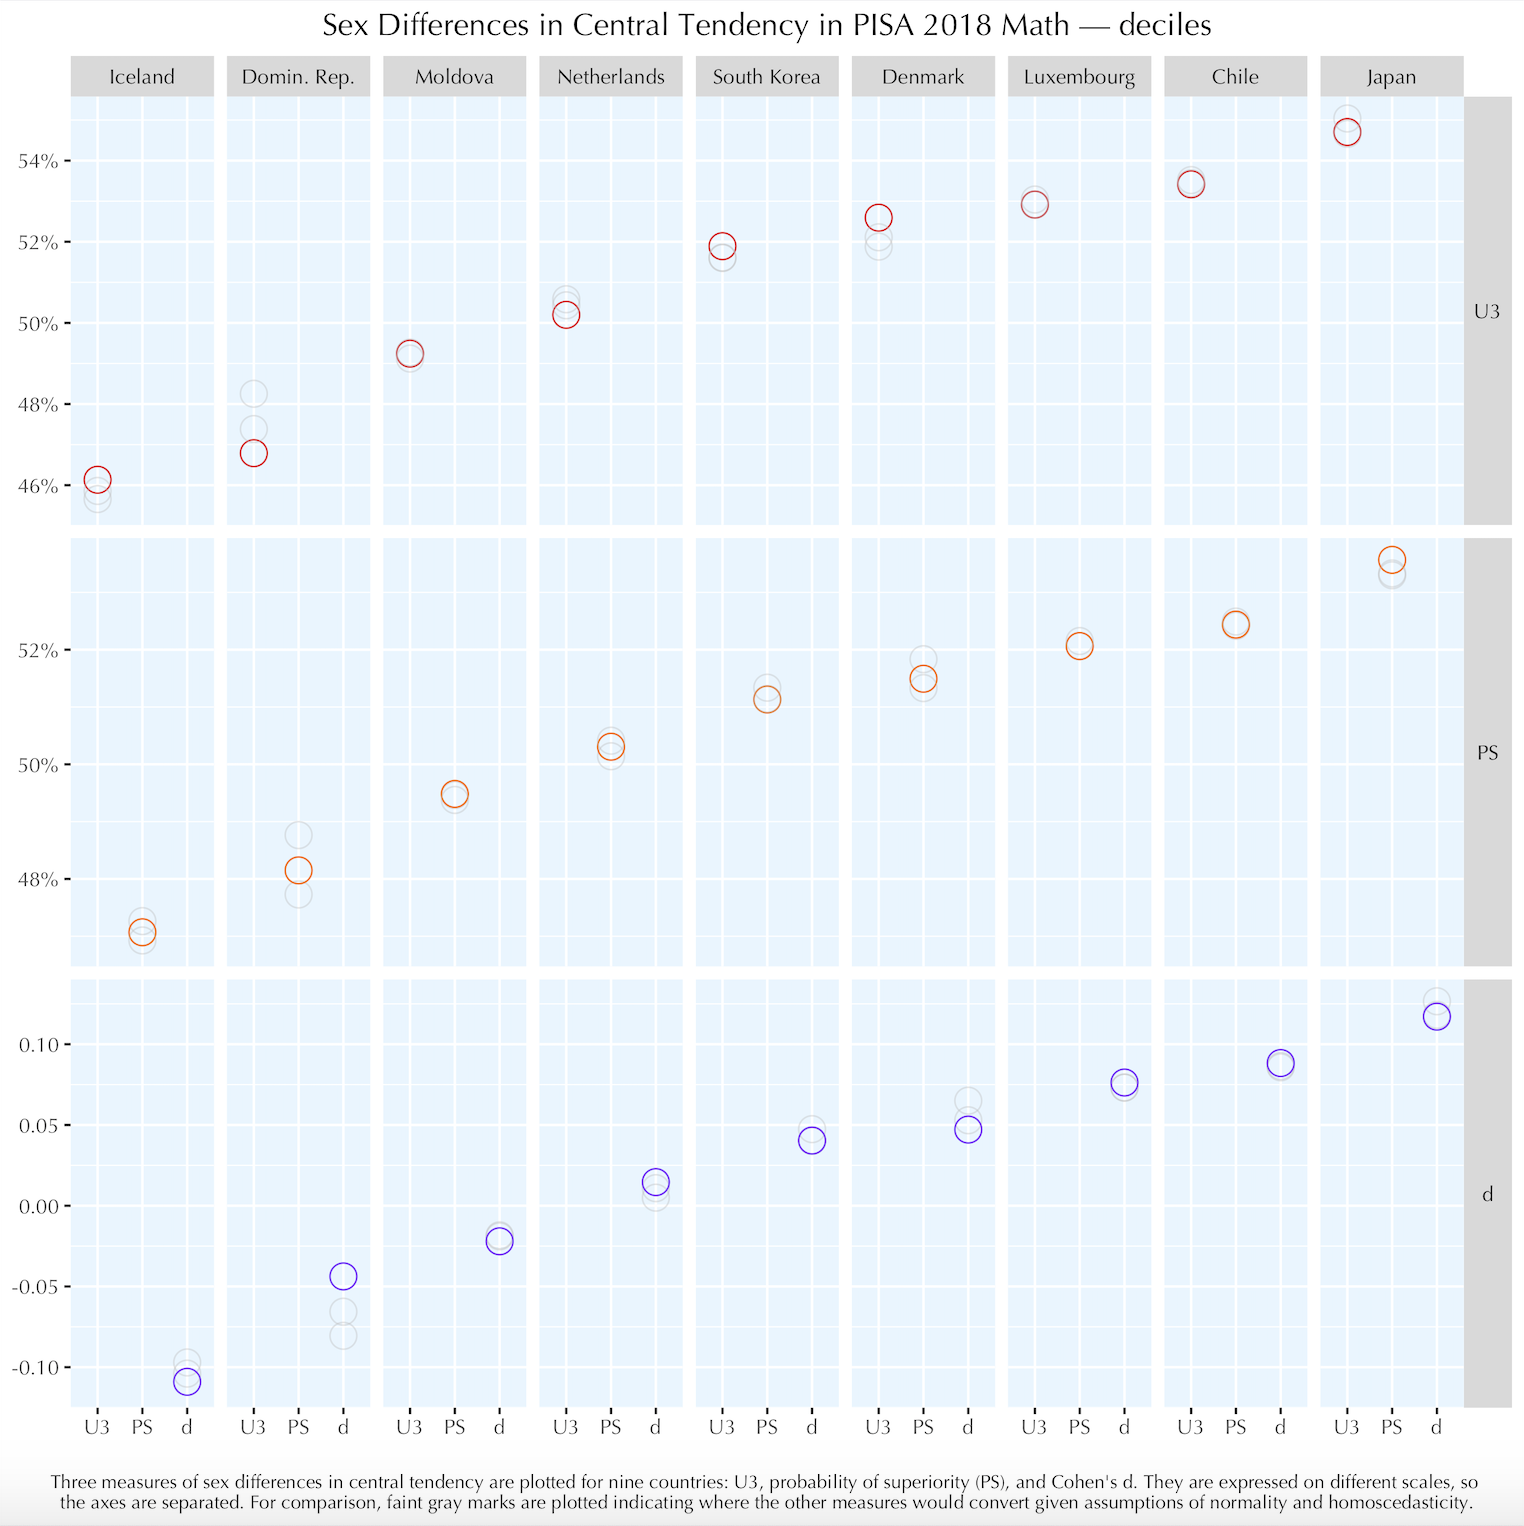 Sex Differences in Central Tendency in PISA 2018 Math — deciles
Iceland Domin. Rep. Moldova Netherlands South Korea Denmark Luxembourg Chile Japan
54%
52%
50%
48%
46%
U3
52%
50%
48%
PS
0.10
0.05
0.00
-0.05
-0.10
d
U3 PS d U3 PS d U3 PS d U3 PS d U3 PS d U3 PS d U3 PS d U3 PS d U3 PS d
Three measures of sex differences in central tendency are plotted for nine countries: U3, probability of superiority (PS), and Cohen's d. They are expressed on different scales, so
the axes are separated. For comparison, faint gray marks are plotted indicating where the other measures would convert given assumptions of normality and homoscedasticity.